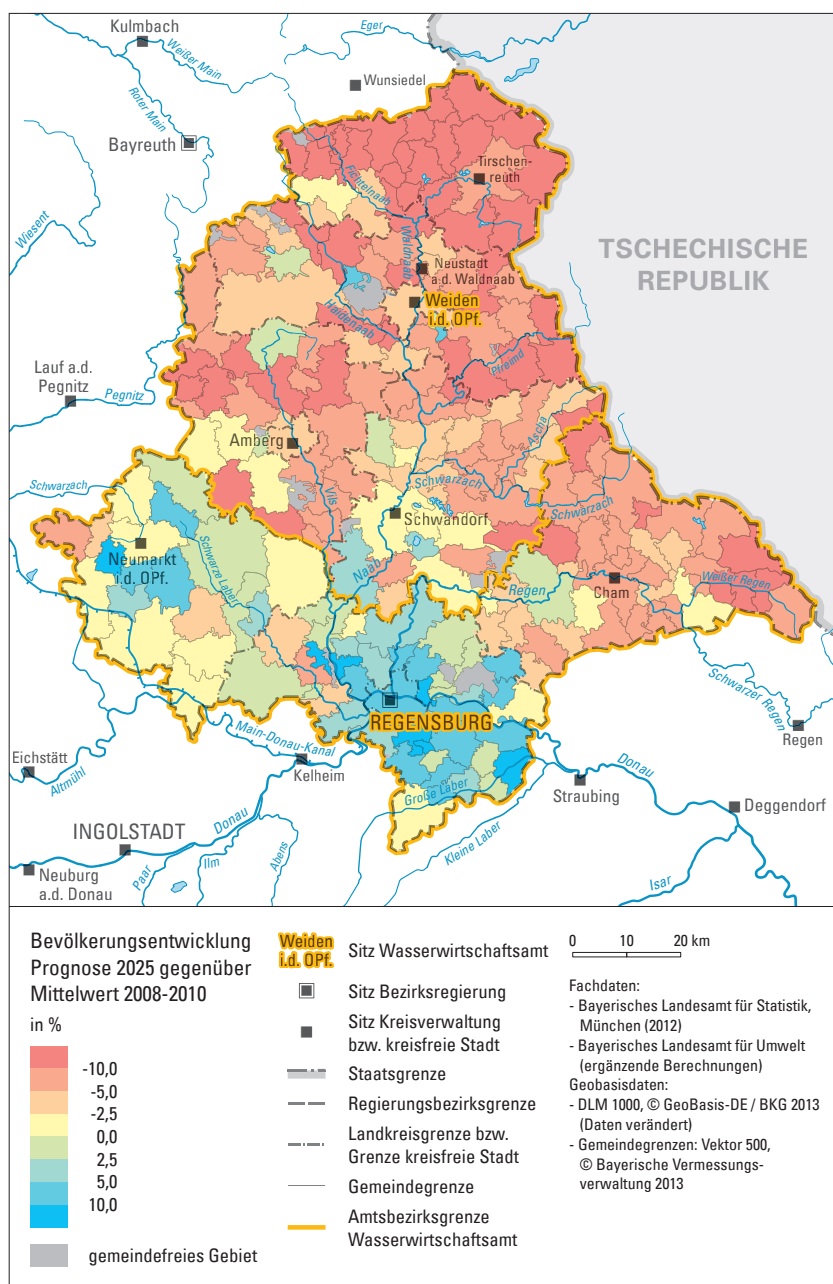 Kulmbach
Weißer Main
Eger
Wunsiedel
Roter Main
Bayreuth
Tirschen-
reuth
Fichtelnaab
Wiesent
Waldnaab
TSCHECHISCHE
REPUBLIK
Neustadt
a.d. Waldnaab
Weiden
i.d. OPf.
Haidenaab
Lauf a.d.
Pegnitz
Pegnitz
Pfreimd
Amberg
Ascha
Vils
Schwarzach
Schwarzach
Schwarzach
Schwandorf
Neumarkt
i.d. OPf.
Schwarze Laber
Naab
Regen
Cham
Weißer Regen
Schwarzer Regen
Regen
REGENSBURG
Main-Donau-Kanal
Eichstätt
Altmühl
Kelheim
Donau
Große Laber
Straubing
Deggendorf
INGOLSTADT
Donau
Kleine Laber
Neuburg
a.d. Donau
Paar
Ilm
Abens
Isar
Bevölkerungsentwicklung
Prognose 2025 gegenüber
Mittelwert 2008-2010
in %
-10,0
-5,0
-2,5
0,0
2,5
5,0
10,0
gemeindefreies Gebiet
Weiden
i.d. OPf.
Sitz Wasserwirtschaftsamt
Sitz Bezirksregierung
Sitz Kreisverwaltung
bzw. kreisfreie Stadt
Staatsgrenze
Regierungsbezirksgrenze
Landkreisgrenze bzw.
Grenze kreisfreie Stadt
Gemeindegrenze
Amtsbezirksgrenze
Wasserwirtschaftsamt
0 10 20 km
Fachdaten:
- Bayerisches Landesamt für Statistik,
München (2012)
- Bayerisches Landesamt für Umwelt
(ergänzende Berechnungen)
Geobasisdaten:
- DLM 1000, © GeoBasis-DE / BKG 2013
(Daten verändert)
- Gemeindegrenzen: Vektor 500,
© Bayerische Vermessungs-
verwaltung 2013